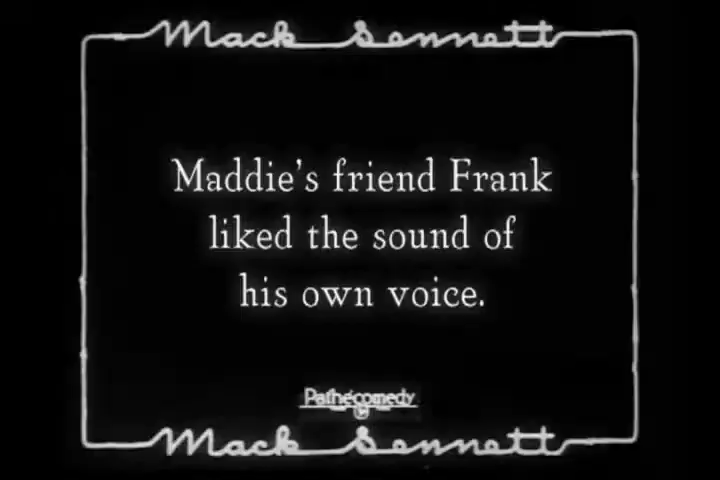 Mack Sennett
Maddie's friend Frank
liked the sound of
his own voice.
Pathécomedy
Mack Sennett